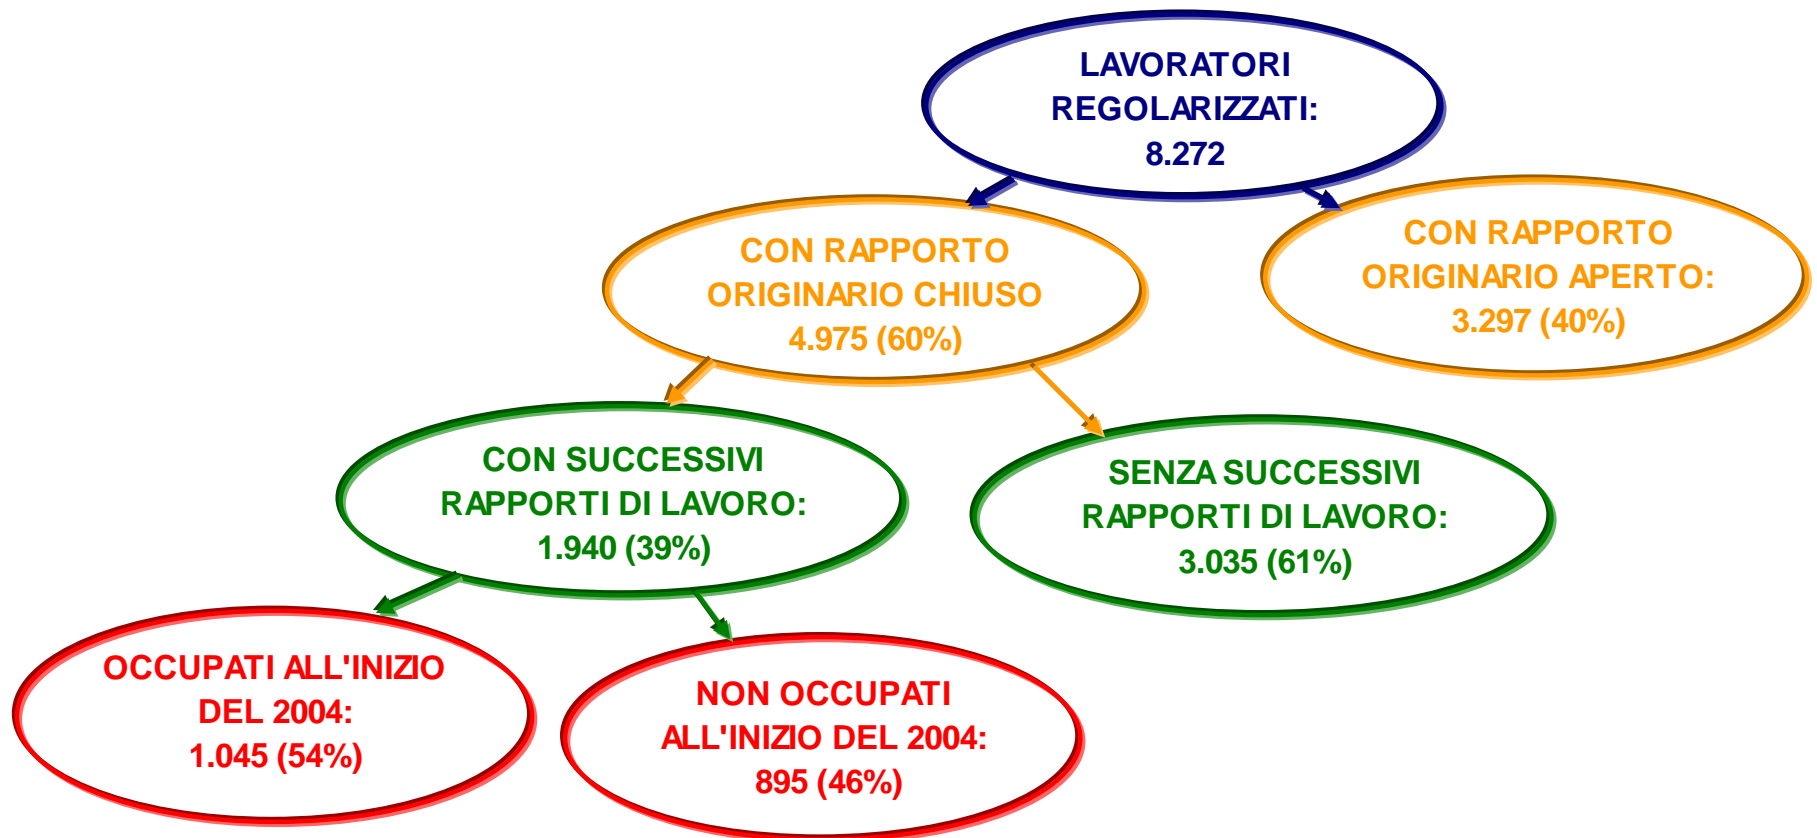 LAVORATORI
REGOLARIZZATI:
8.272
CON RAPPORTO
ORIGINARIO CHIUSO
4.975 (60%)
CON RAPPORTO
ORIGINARIO APERTO:
3.297 (40%)
CON SUCCESSIVI
RAPPORTI DI LAVORO:
1.940 (39%)
SENZA SUCCESSIVI
RAPPORTI DI LAVORO:
3.035 (61%)
OCCUPATI ALL'INIZIO
DEL 2004:
1.045 (54%)
NON OCCUPATI
ALL'INIZIO DEL 2004:
895 (46%)